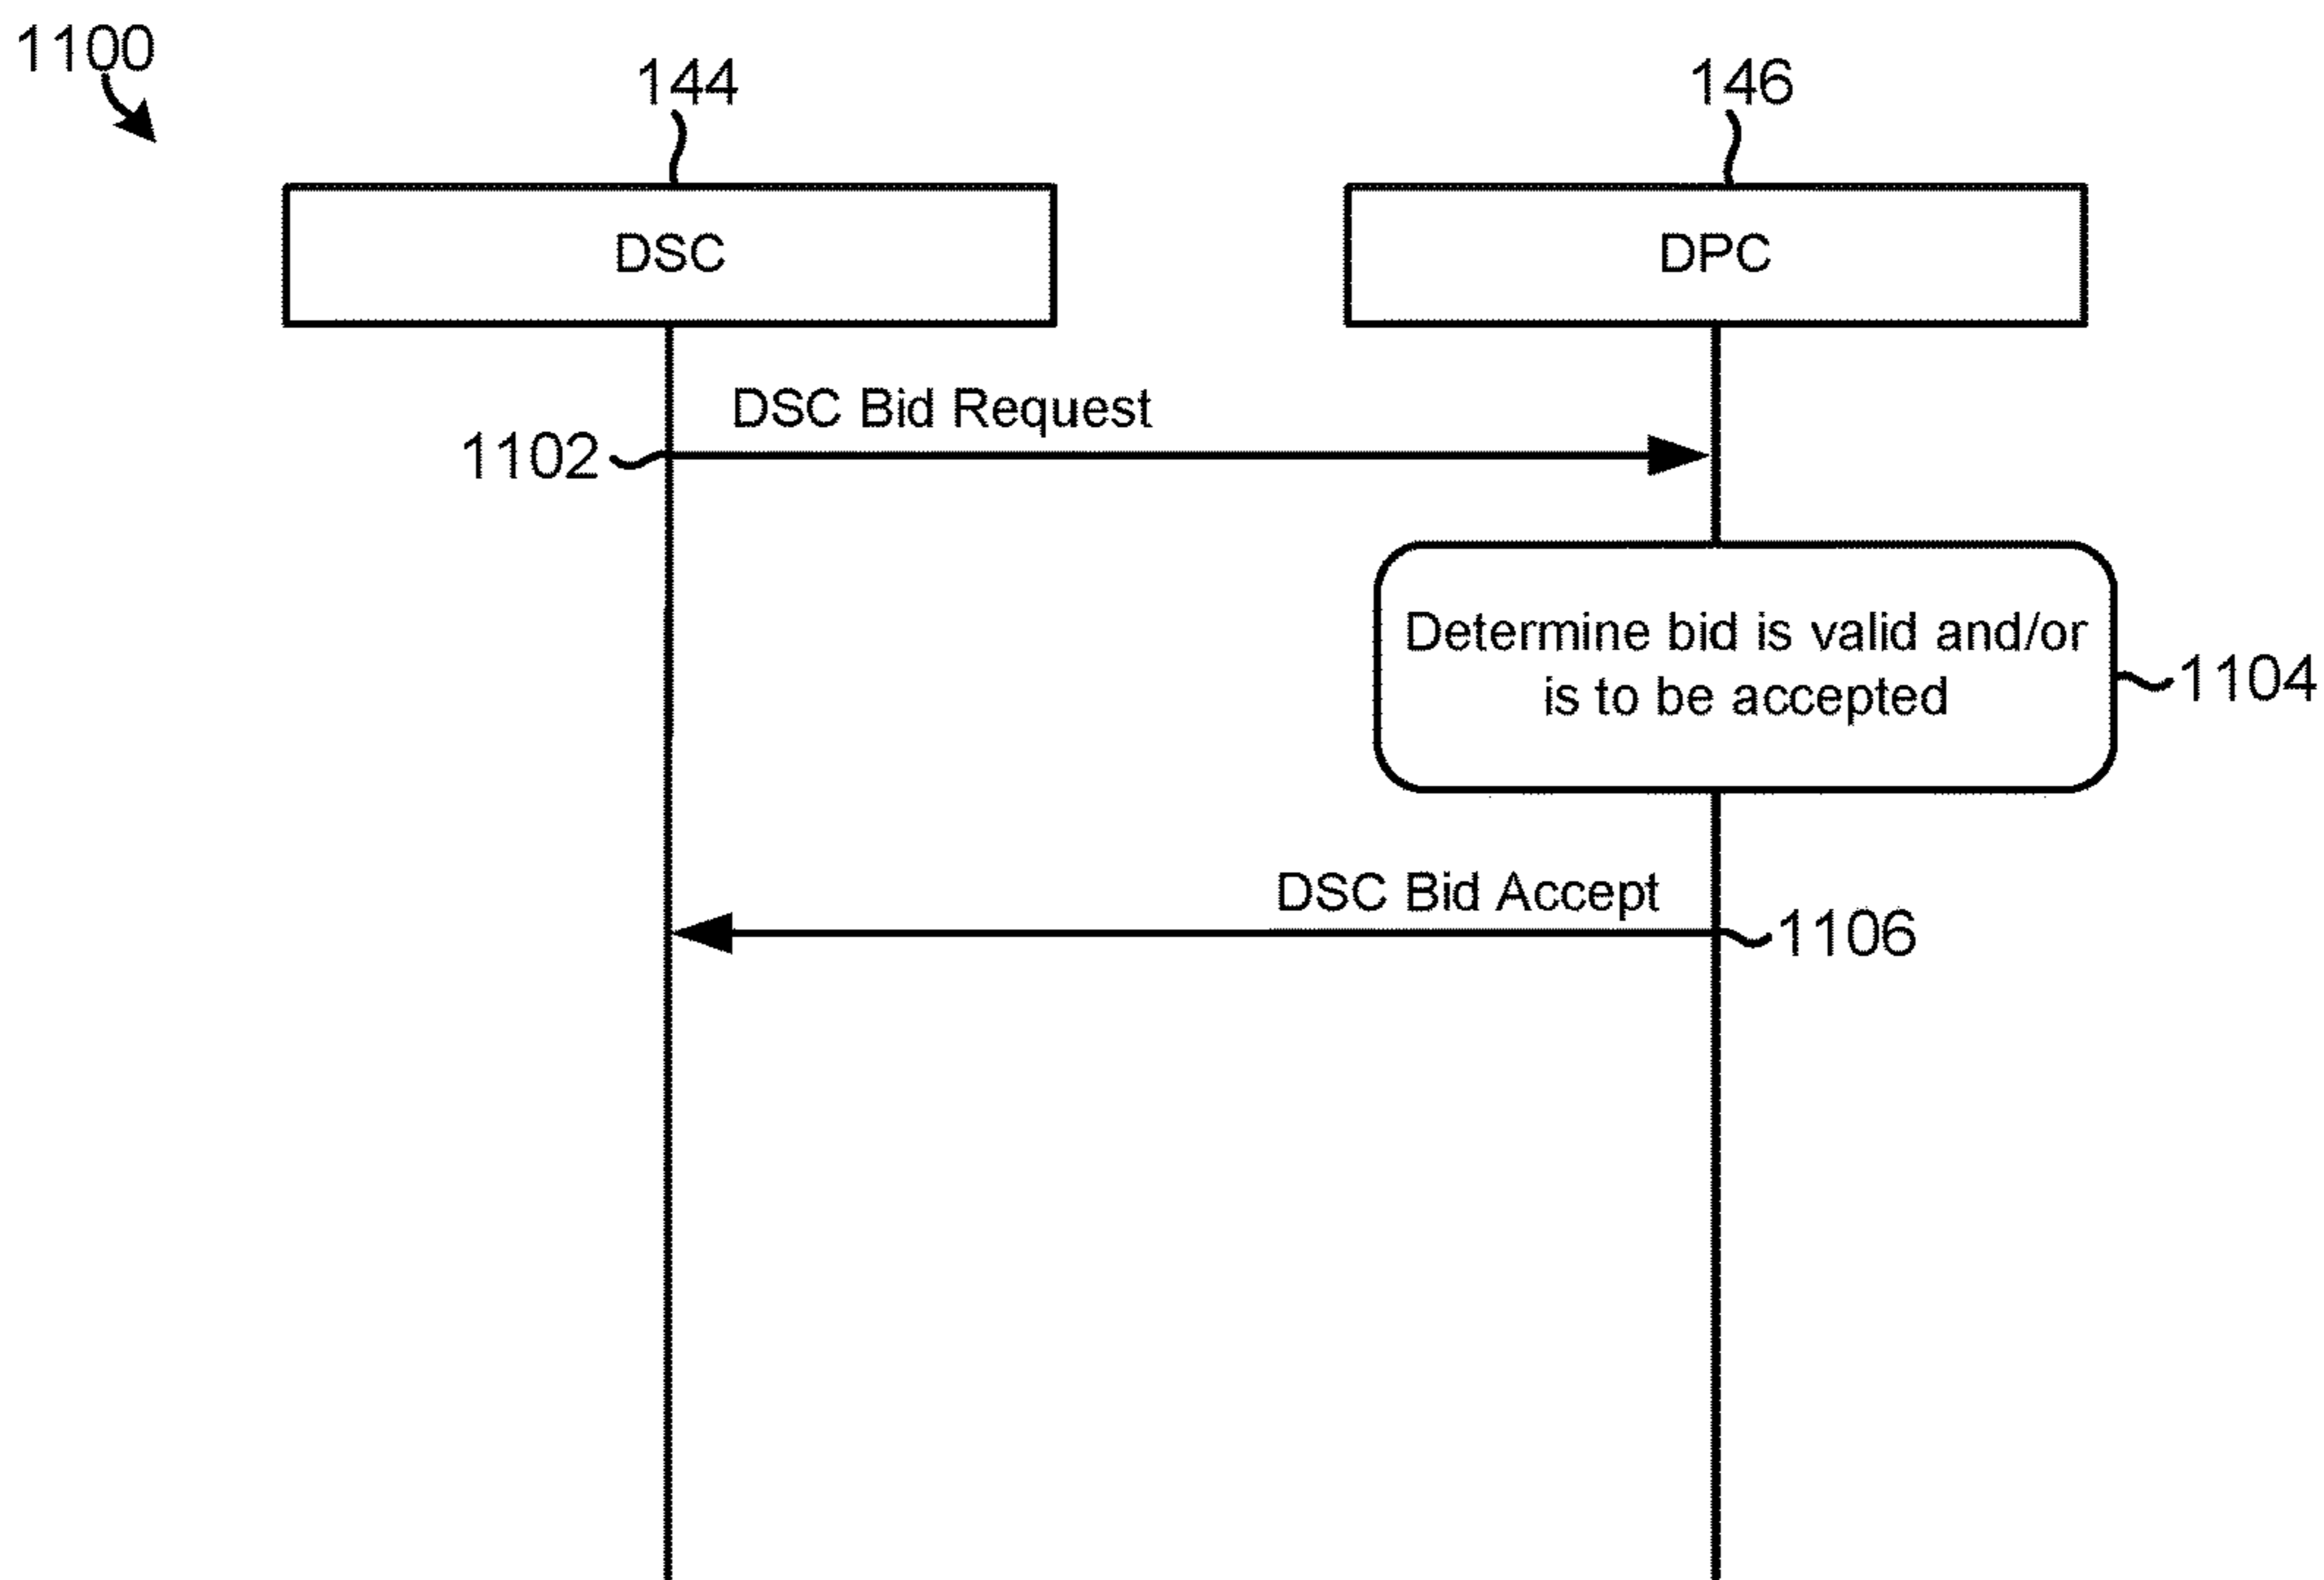 1100
144
146
DSC
DPC
DSC Bid Request
1102
Determine bid is valid and/or
is to be accepted
1104
DSC Bid Accept
1106